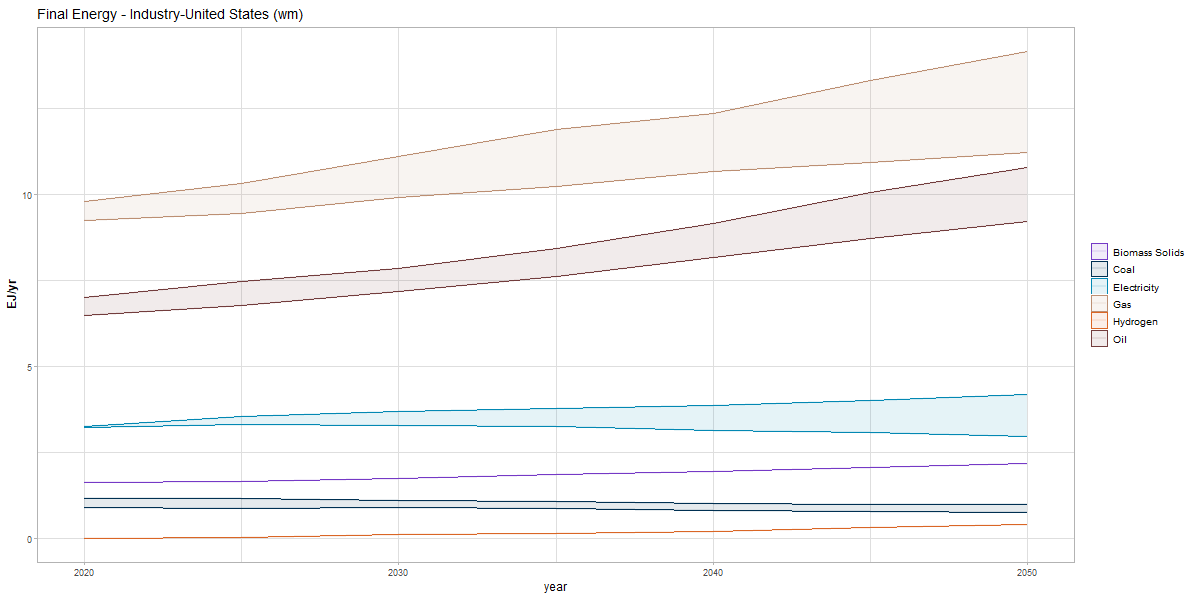 Final Energy - Industry-United States (wm)
EJ/yr
10
5
0
2020
2030
2040
2050
year
Biomass Solids
Coal
Electricity
Gas
Hydrogen
Oil